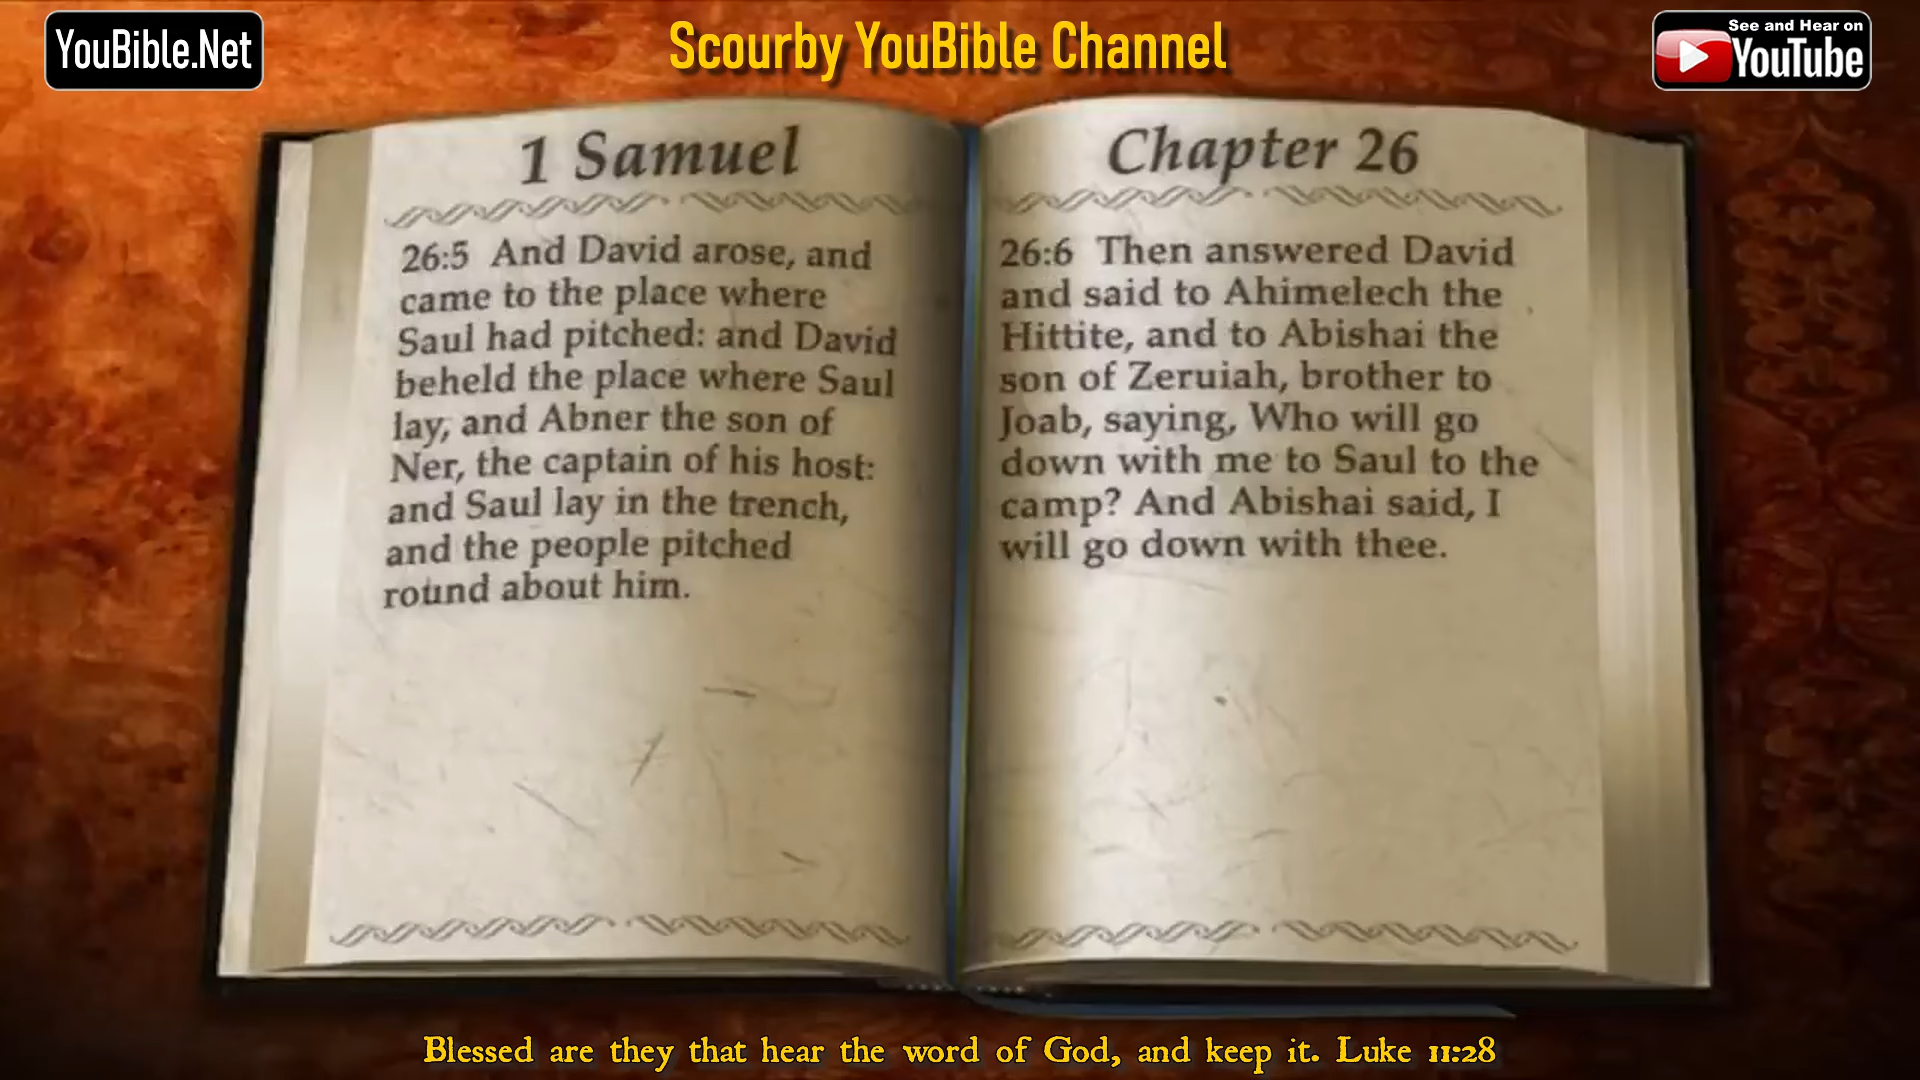 YouBible.Net
Scourby YouBible Channel
See and Hear on
YouTube
1 Samuel
26:5 And David arose, and
came to the place where
Saul had pitched: and David
beheld the place where Saul
lay, and Abner the son of
Ner, the captain of his host:
and Saul lay in the trench,
and the people pitched
round about him.
Chapter 26
26:6 Then answered David
and said to Ahimelech the
Hittite, and to Abishai the
son of Zeruiah, brother to
Joab, saying, Who will go
down with me to Saul to the
camp? And Abishai said, I
will go down with thee.
Blessed are they that hear the word of God, and keep it. Luke 11:28